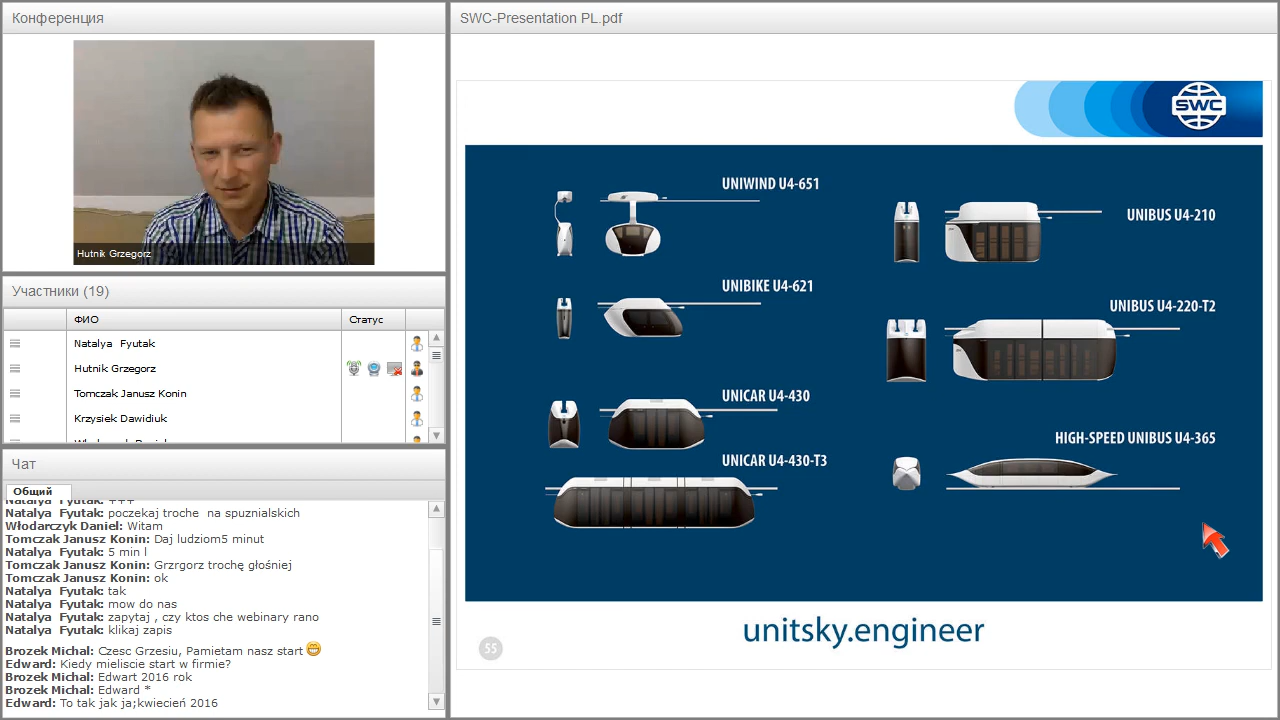 Конференция
Hutnik Grzegorz
Участники (19)
ФИО
Статус
Natalya Fyutak
Hutnik Grzegorz
Tomczak Janusz Konin
Krzysiek Dawidiuk
Чат
Общий
Natalya Fyutak: +++
Natalya Fyutak: poczekaj troche na spuznialskich
Włodarczyk Daniel: Witam
Tomczak Janusz Konin: Daj ludziom5 minut
Natalya Fyutak: 5 min l
Tomczak Janusz Konin: Grzrgorz trochę głośniej
Tomczak Janusz Konin: ok
Natalya Fyutak: tak
Natalya Fyutak: mow do nas
Natalya Fyutak: zapytaj , czy ktos che webinary rano
Natalya Fyutak: klikaj zapis
Brozek Michal: Czesc Grzesiu, Pamietam nasz start
Edward: Kiedy mieliscie start w firmie?
Brozek Michal: Edwart 2016 rok
Brozek Michal: Edward *
Edward: To tak jak ja;kwiecień 2016
SWC-Presentation PL.pdf
SWC
UNIWIND U4-651
UNIBIKE U4-621
UNICAR U4-430
UNICAR U4-430-T3
UNIBUS U4-210
UNIBUS U4-220-T2
HIGH-SPEED UNIBUS U4-365
unitsky.engineer
55